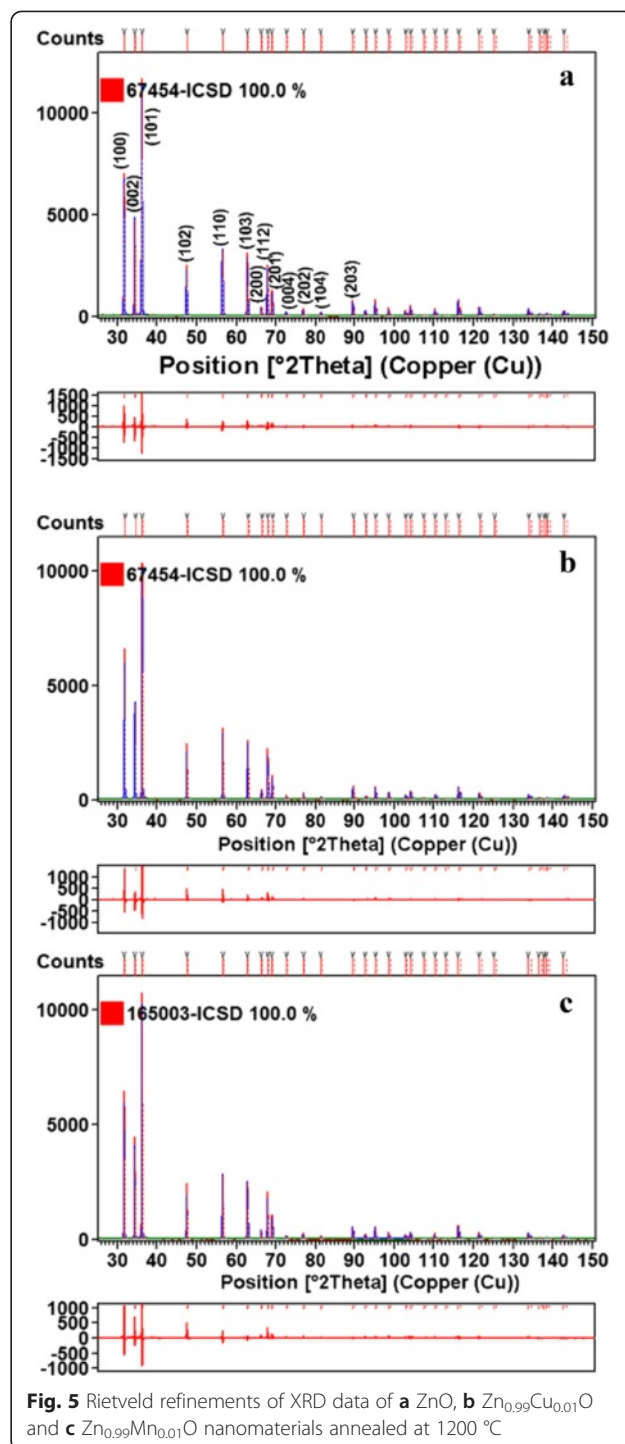 Counts
a
67454-ICSD 100.0 %
10000
5000
0
(100)
(002)
(101)
(102)
(110)
(103)
(200)
(112)
(201)
(004)
(202)
(104)
(203)
30 40 50 60 70 80 90 100 110 120 130 140 150
Position [°2Theta] (Copper (Cu))
1500
1000
500
0
-500
-1000
-1500
Counts
b
67454-ICSD 100.0 %
10000
5000
0
30 40 50 60 70 80 90 100 110 120 130 140 150
Position [°2Theta] (Copper (Cu))
1000
500
0
-500
-1000
Counts
c
165003-ICSD 100.0 %
10000
5000
0
30 40 50 60 70 80 90 100 110 120 130 140 150
Position [°2Theta] (Copper (Cu))
1000
500
0
-500
-1000
Fig. 5 Rietveld refinements of XRD data of a ZnO, b Zn₀.₉₉Cu₀.₀₁O
and c Zn₀.₉₉Mn₀.₀₁O nanomaterials annealed at 1200 °C